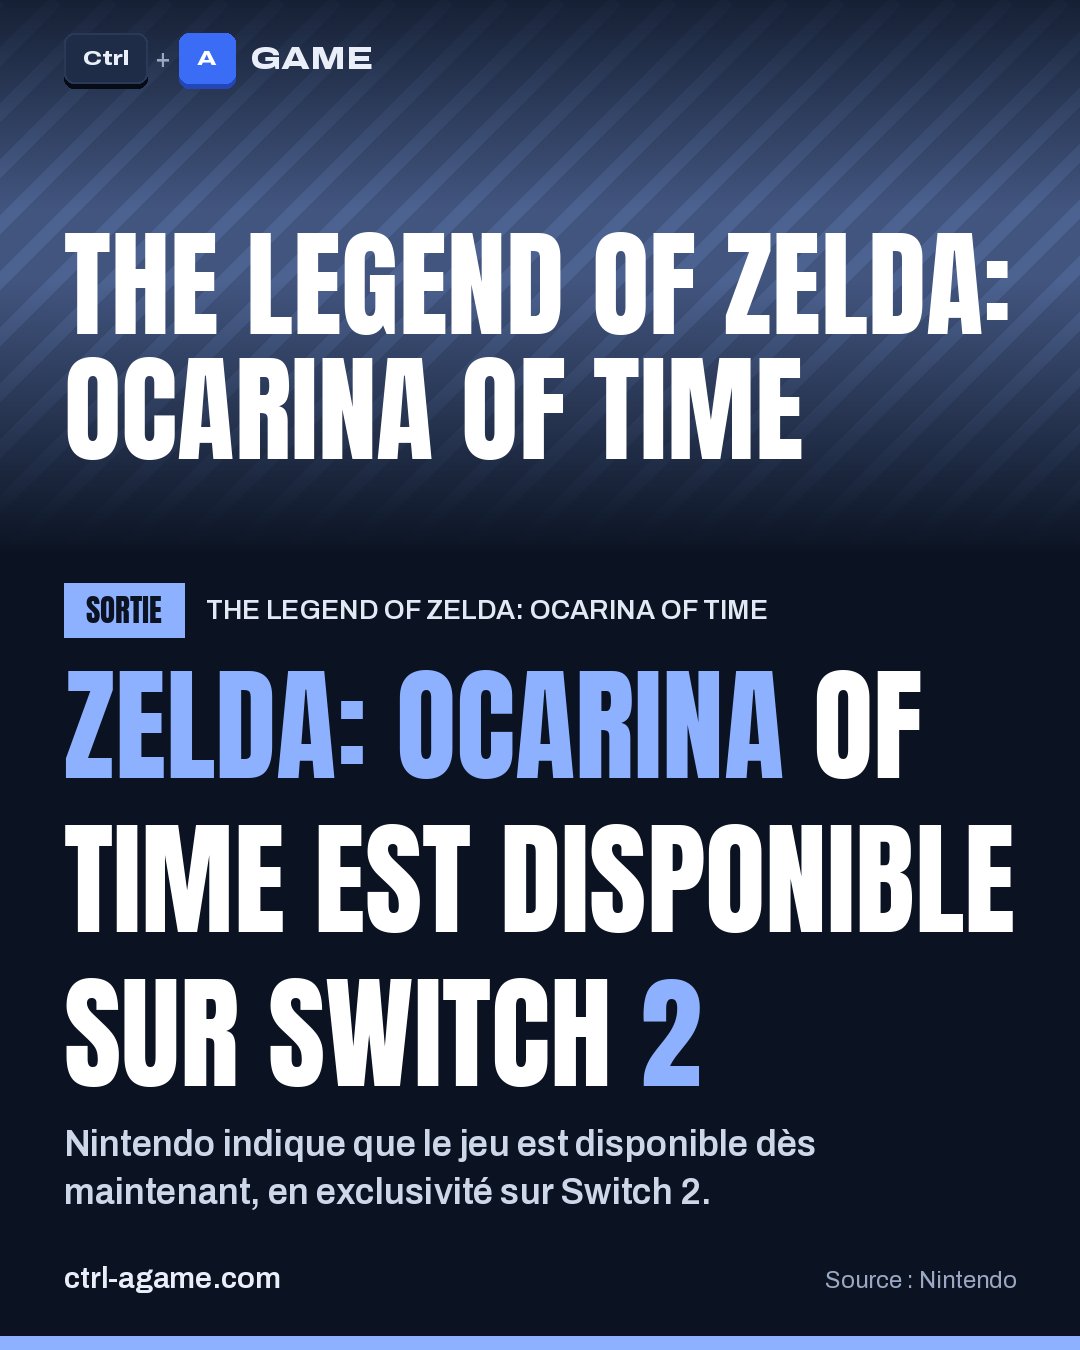 Ctrl + A GAME
THE LEGEND OF ZELDA:
OCARINA OF TIME
SORTIE THE LEGEND OF ZELDA: OCARINA OF TIME
ZELDA: OCARINA OF
TIME EST DISPONIBLE
SUR SWITCH 2
Nintendo indique que le jeu est disponible dès
maintenant, en exclusivité sur Switch 2.
ctrl-agame.com Source : Nintendo